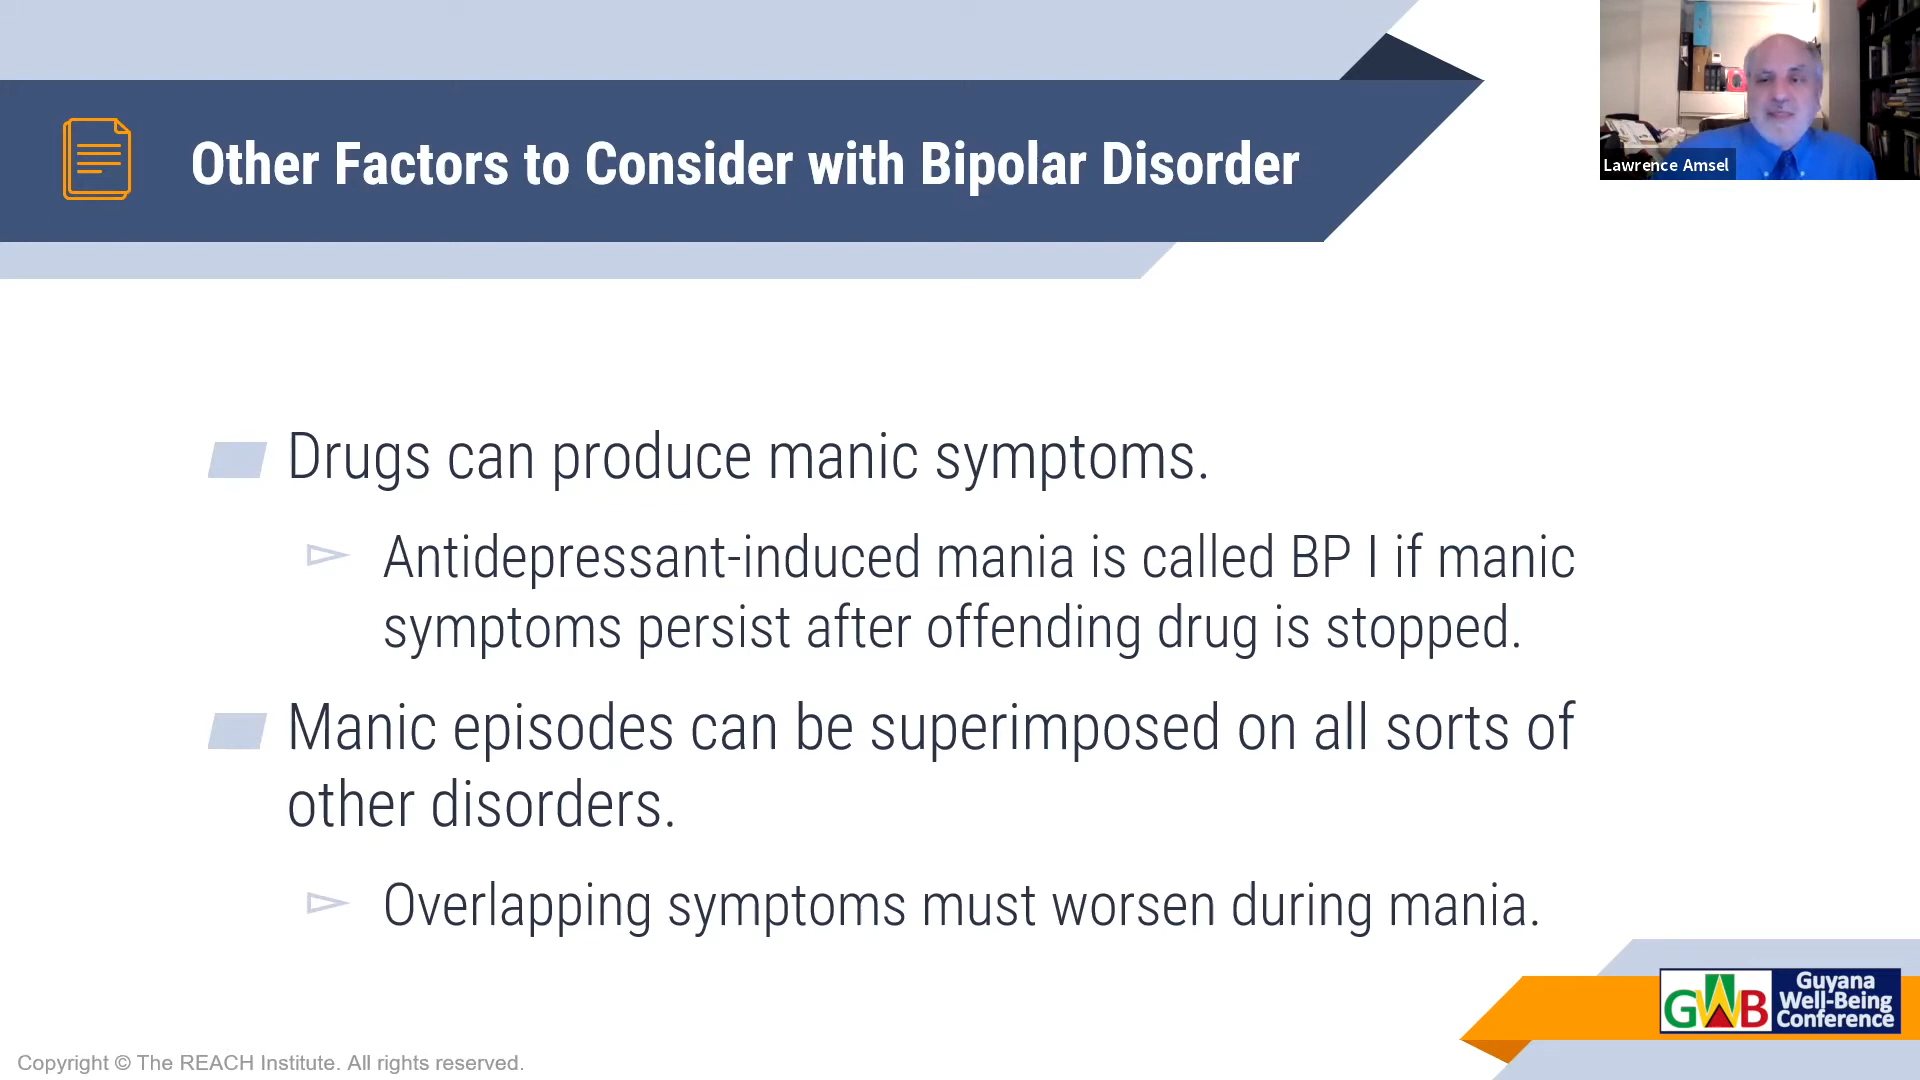 Other Factors to Consider with Bipolar Disorder
Lawrence Amsel
Drugs can produce manic symptoms.
Antidepressant-induced mania is called BP I if manic
symptoms persist after offending drug is stopped.
Manic episodes can be superimposed on all sorts of
other disorders.
Overlapping symptoms must worsen during mania.
GWB
Guyana
Well-Being
Conference
Copyright © The REACH Institute. All rights reserved.